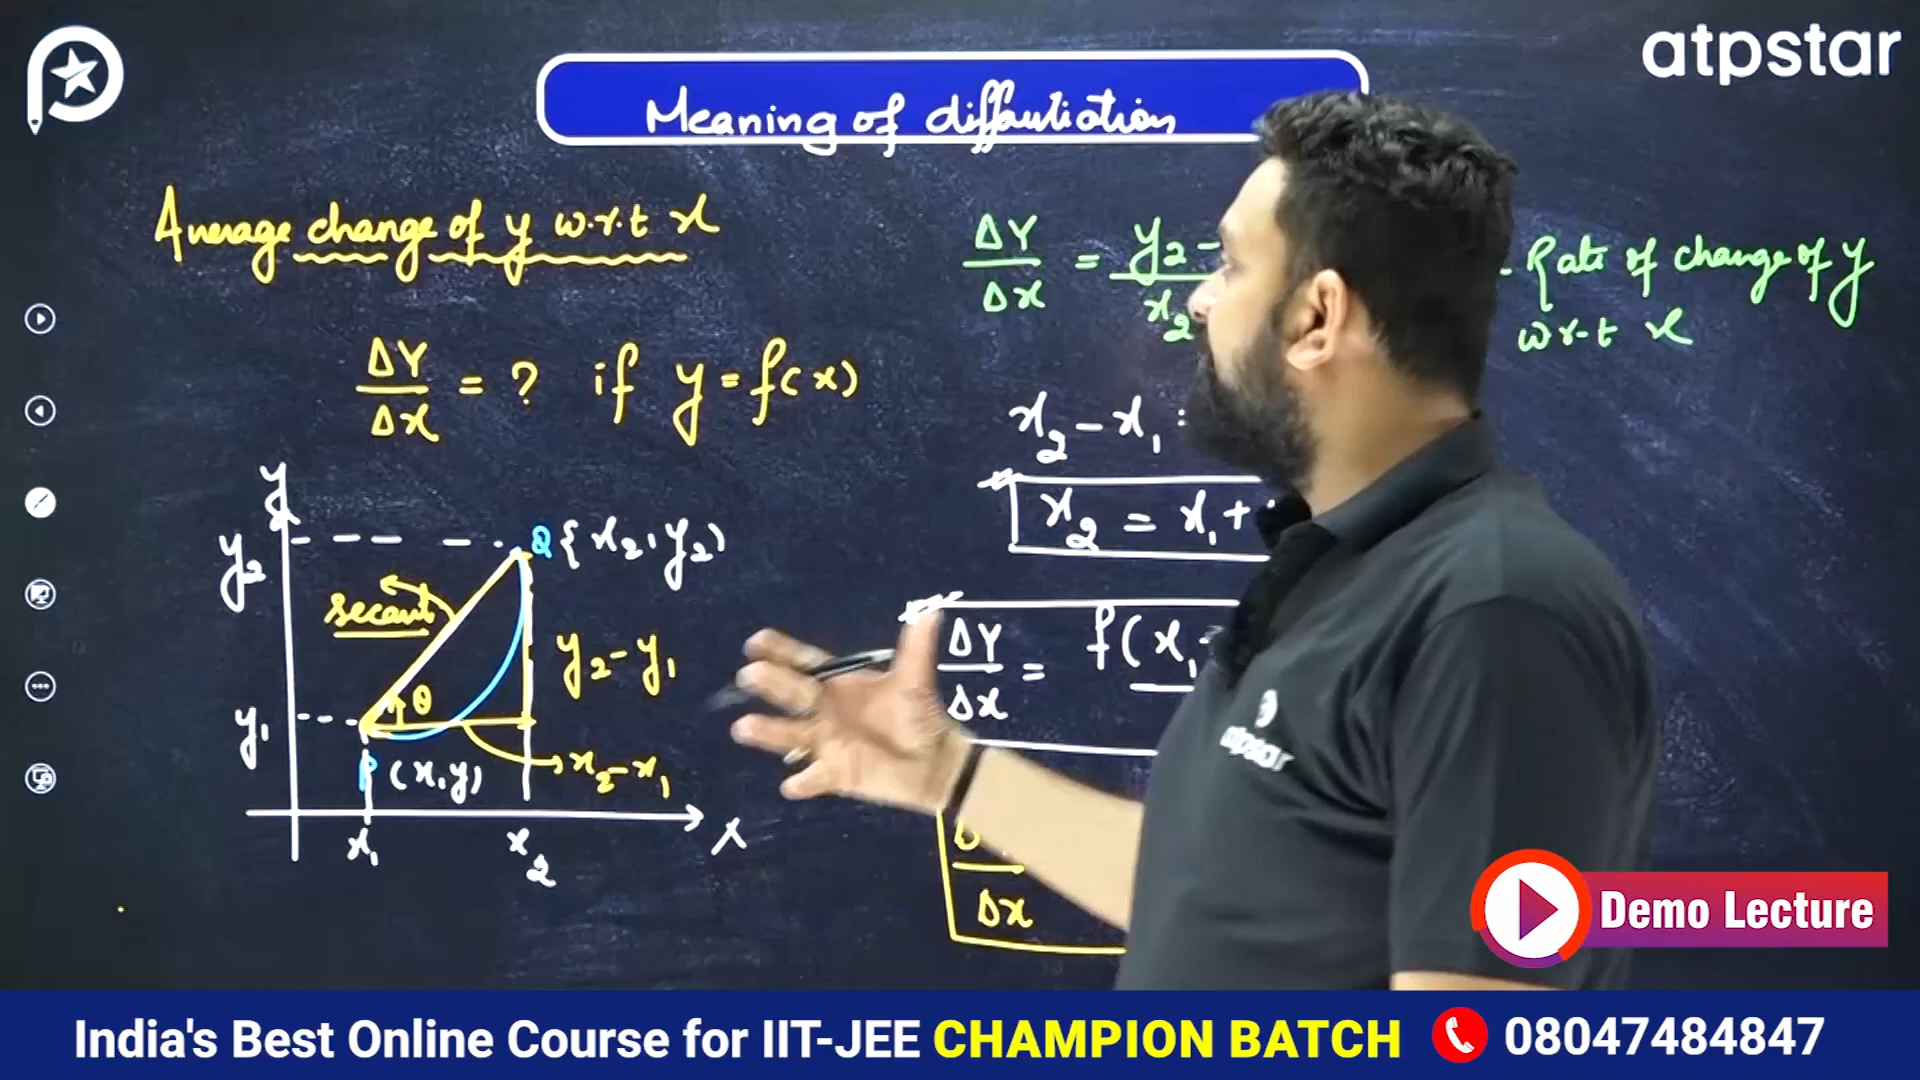 atpstar
Meaning of diffrentiation
Average change of y w.r.t x
ΔY/Δx = ? if y = f(x)
ΔY/Δx = y2 - / x2
- Rate of change of y
w.r.t x
x2 - x1 =
x2 = x1 +
ΔY/Δx = f(x1
Δx
y
y2
Q { x2, y2)
secant
y2 - y1
θ
y1
P (x,y)
x2 - x1
x1
x2
x
atpstar
Demo Lecture
India's Best Online Course for IIT-JEE CHAMPION BATCH 08047484847